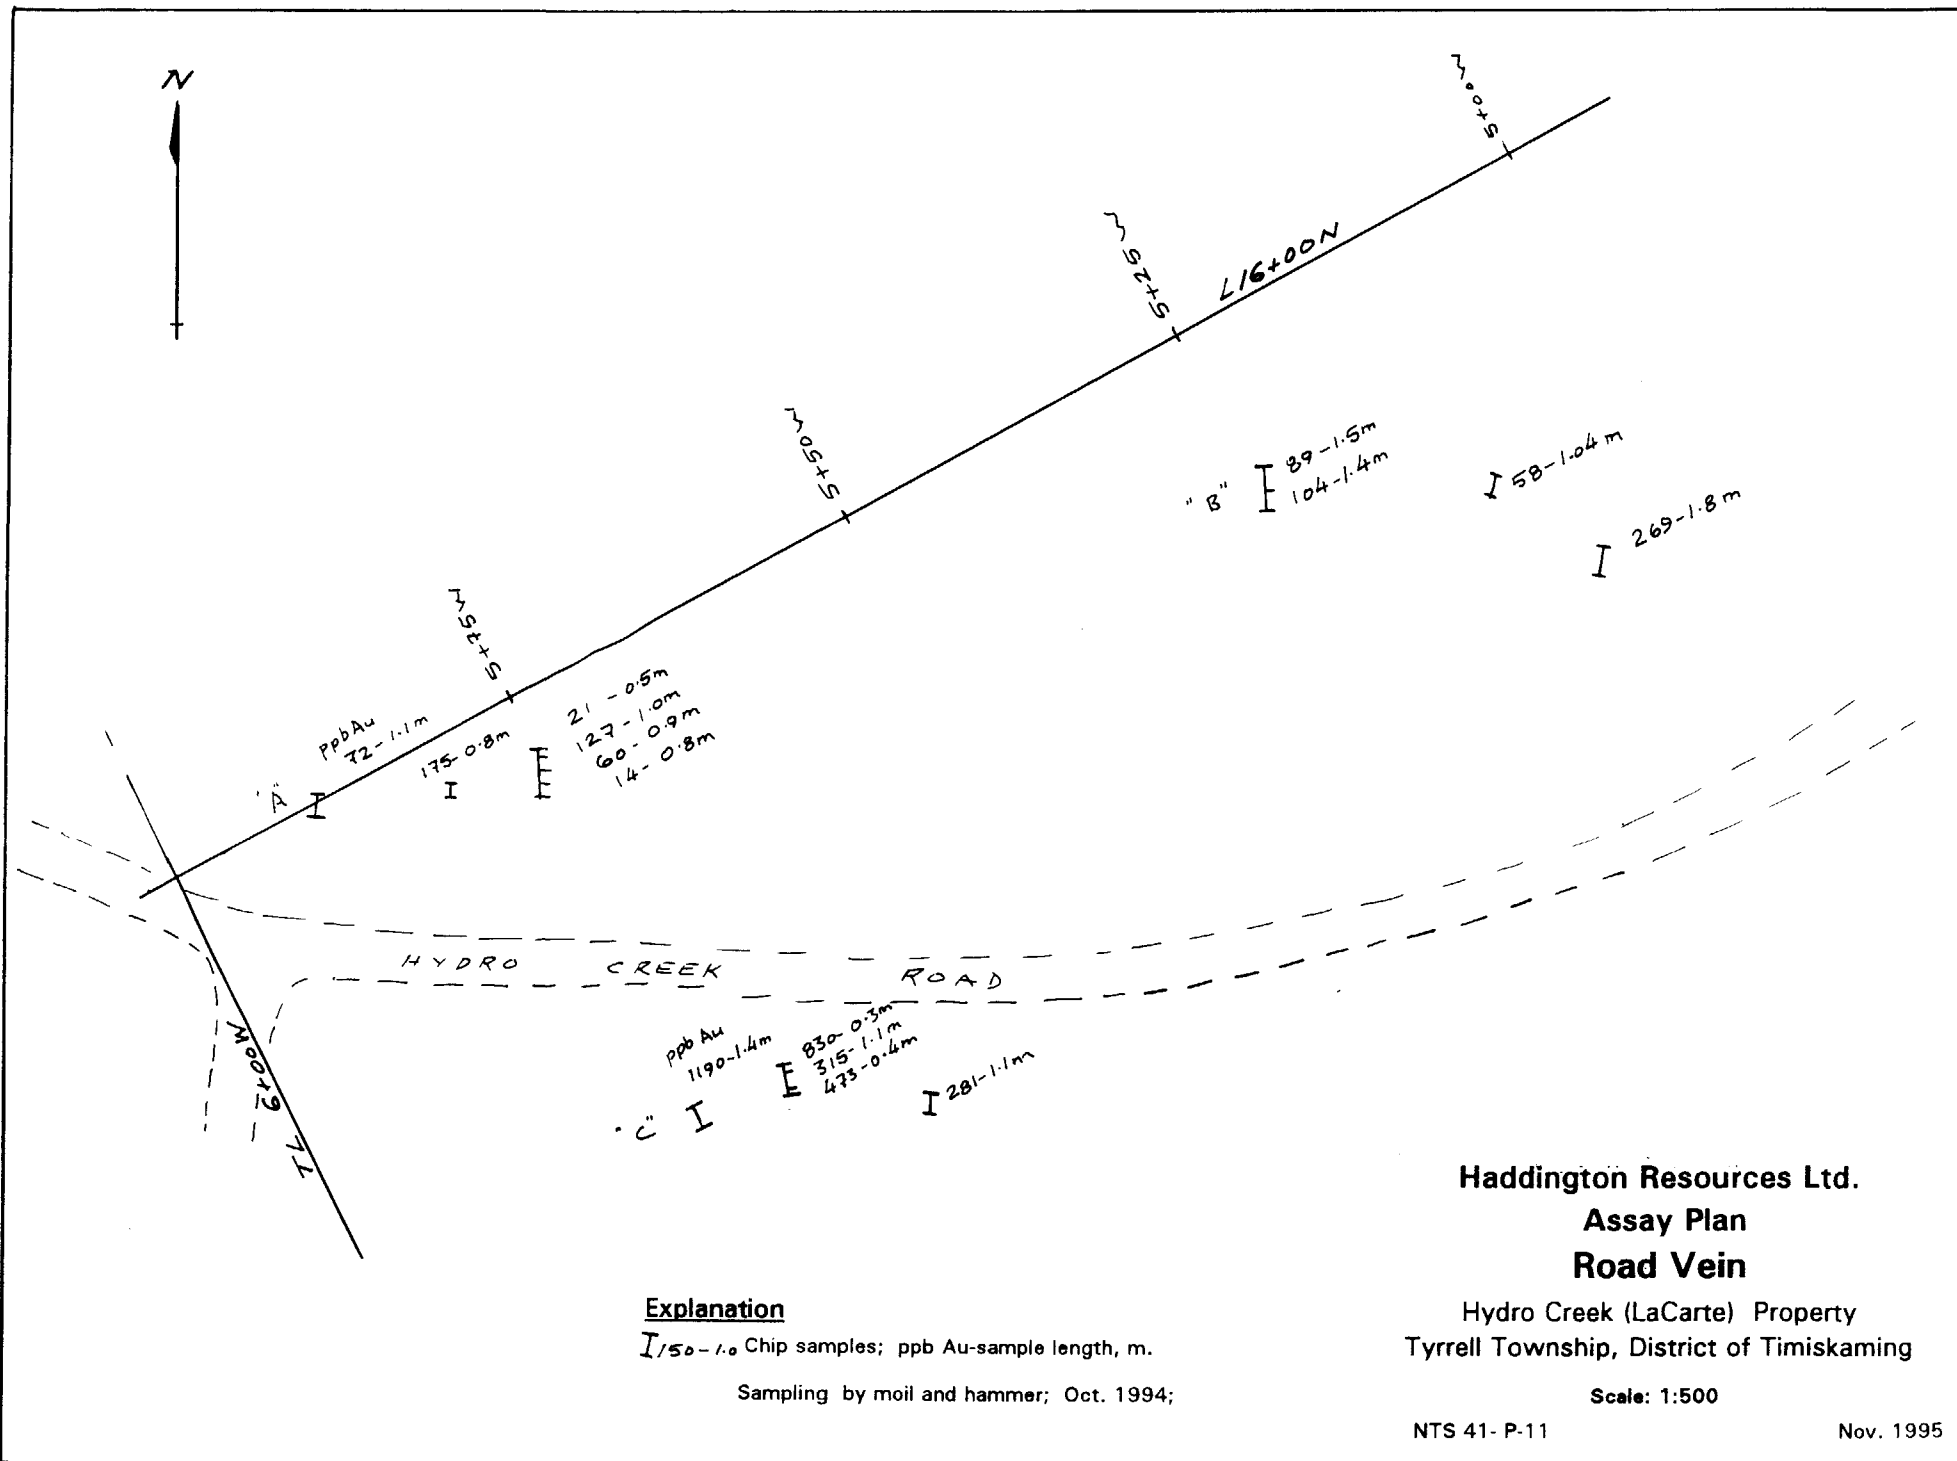 N
5+00W
5+25W
L16+00N
5+50W
5+75W
"B"
89-1.5m
104-1.4m
58-1.04m
269-1.8m
ppb Au
72-1.1m
"A"
175-0.8m
21-0.5m
127-1.0m
60-0.9m
14-0.8m
HYDRO CREEK ROAD
TL 6+00W
ppb Au
1190-1.4m
"C"
830-0.3m
315-1.1m
473-0.4m
281-1.1m
Haddington Resources Ltd.
Assay Plan
Road Vein
Hydro Creek (LaCarte) Property
Tyrrell Township, District of Timiskaming
Scale: 1:500
NTS 41- P-11
Nov. 1995
Explanation
150-1.0 Chip samples; ppb Au-sample length, m.
Sampling by moil and hammer; Oct. 1994;